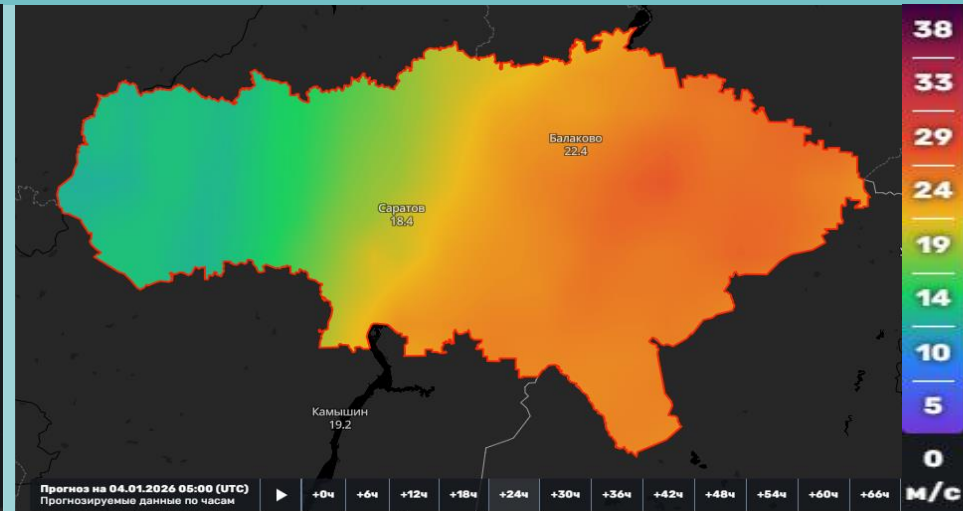 Балаково
22.4
Саратов
18.4
Камышин
19.2
38
33
29
24
19
14
10
5
0
м/с
Прогноз на 04.01.2026 05:00 (UTC)
Прогнозируемые данные по часам
+0ч +6ч +12ч +18ч +24ч +30ч +36ч +42ч +48ч +54ч +60ч +66ч